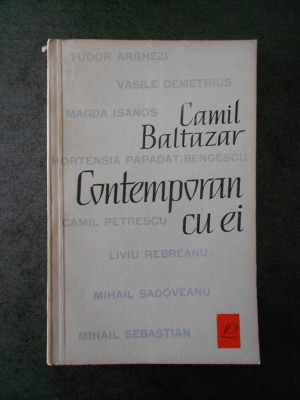 TUDOR ARGHEZI
VASILE DEMETRIUS
MAGDA ISANOS
Camil
Baltazar
HORTENSIA PAPADAT-BENGESCU
Contemporan
cu ei
CAMIL PETRESCU
LIVIU REBREANU
MIHAIL SADOVEANU
MIHAIL SEBASTIAN